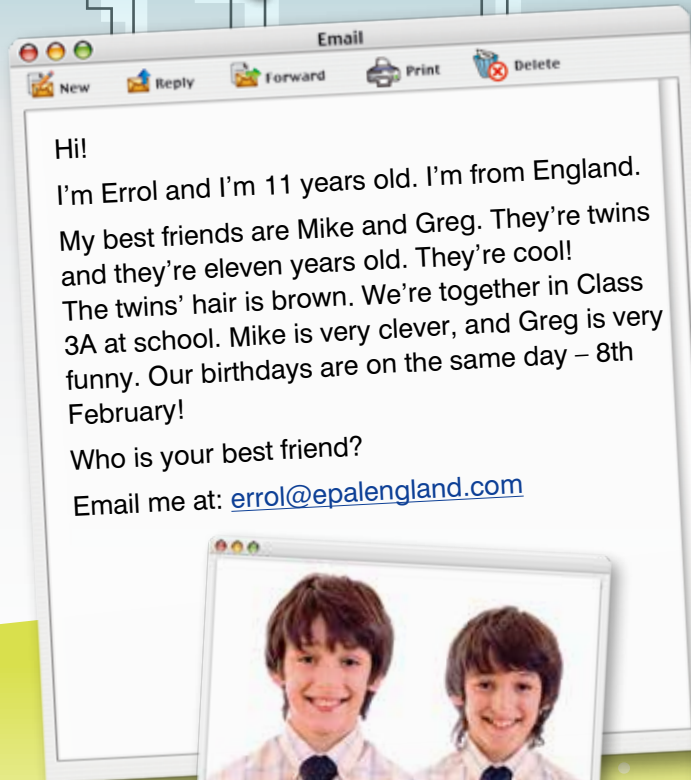 Email
New Reply Forward Print Delete
Hi!
I'm Errol and I'm 11 years old. I'm from England.
My best friends are Mike and Greg. They're twins
and they're eleven years old. They're cool!
The twins' hair is brown. We're together in Class
3A at school. Mike is very clever, and Greg is very
funny. Our birthdays are on the same day – 8th
February!
Who is your best friend?
Email me at: errol@epalengland.com